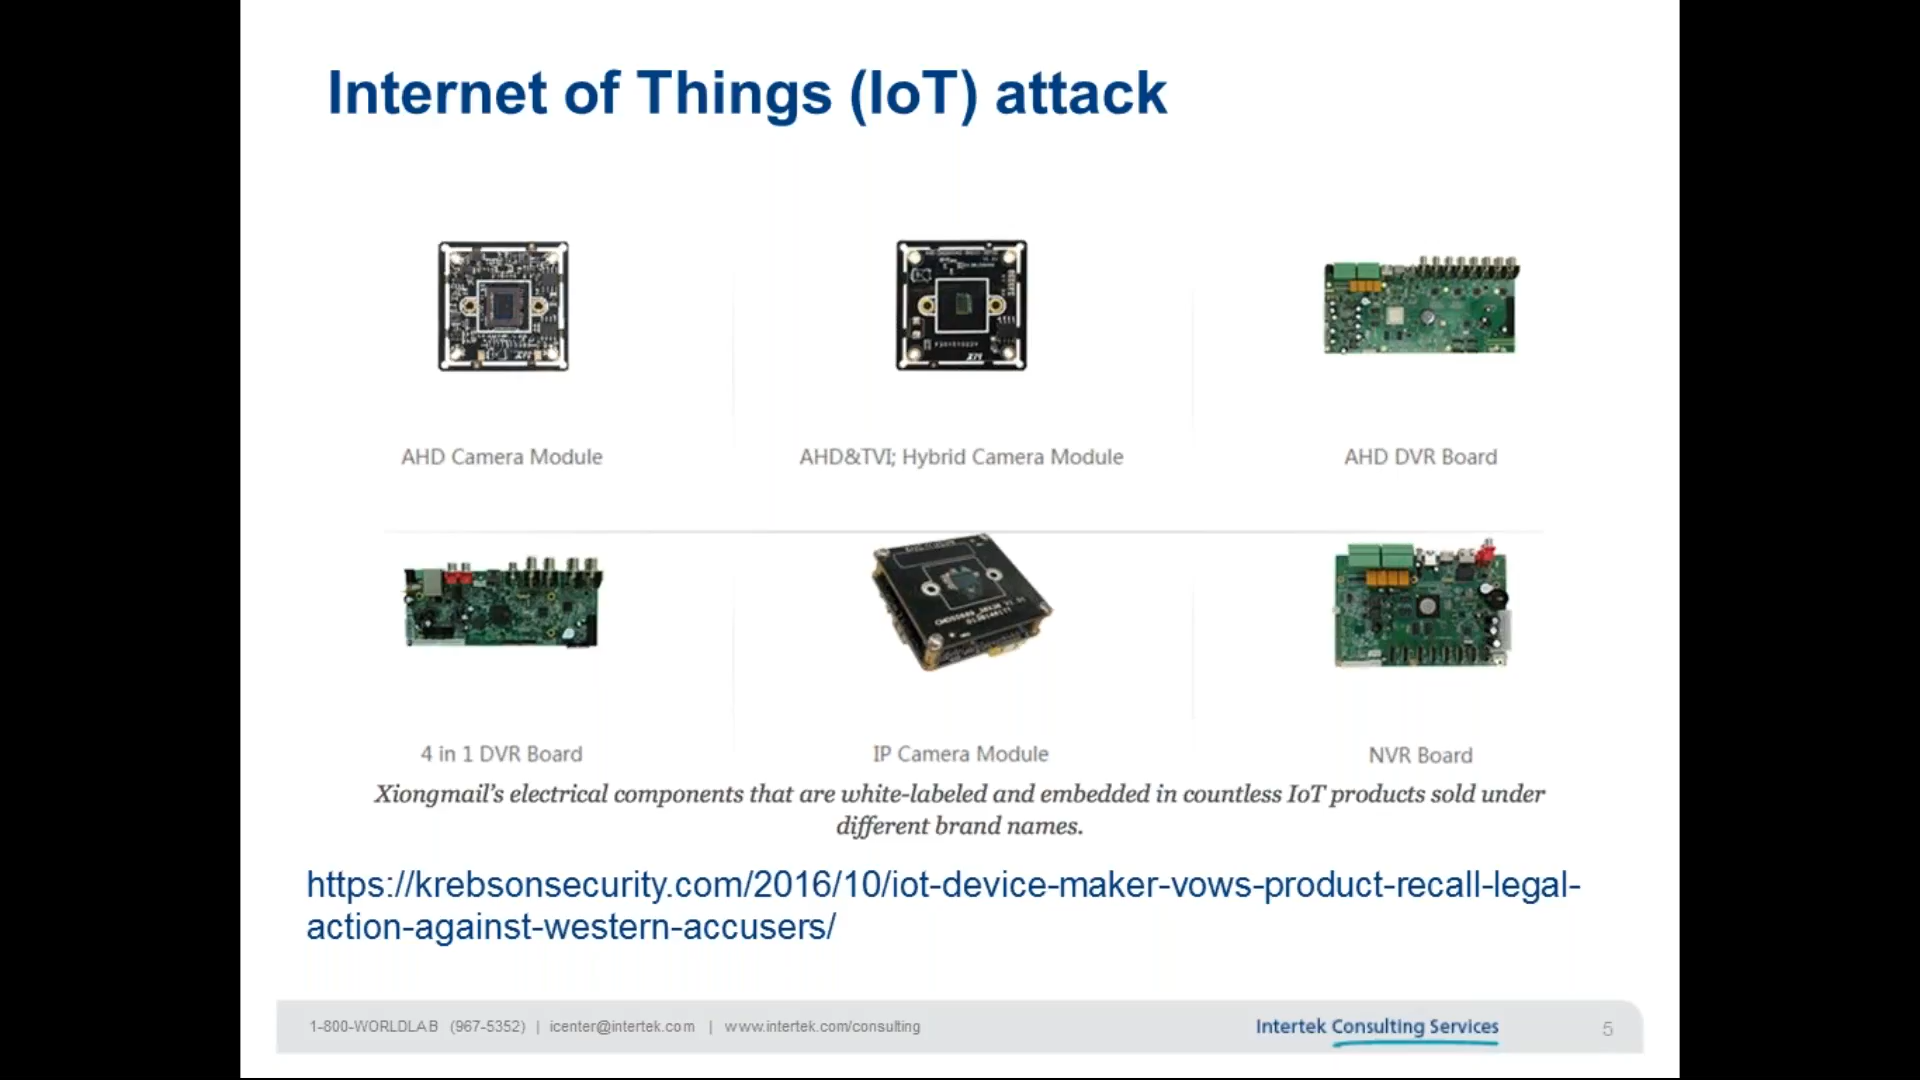 Internet of Things (IoT) attack
AHD Camera Module
AHD&TVI; Hybrid Camera Module
AHD DVR Board
4 in 1 DVR Board
IP Camera Module
NVR Board
Xiongmail's electrical components that are white-labeled and embedded in countless IoT products sold under
different brand names.
https://krebsonsecurity.com/2016/10/iot-device-maker-vows-product-recall-legal-
action-against-western-accusers/
1-800-WORLDLAB (967-5352) | icenter@intertek.com | www.intertek.com/consulting
Intertek Consulting Services
5